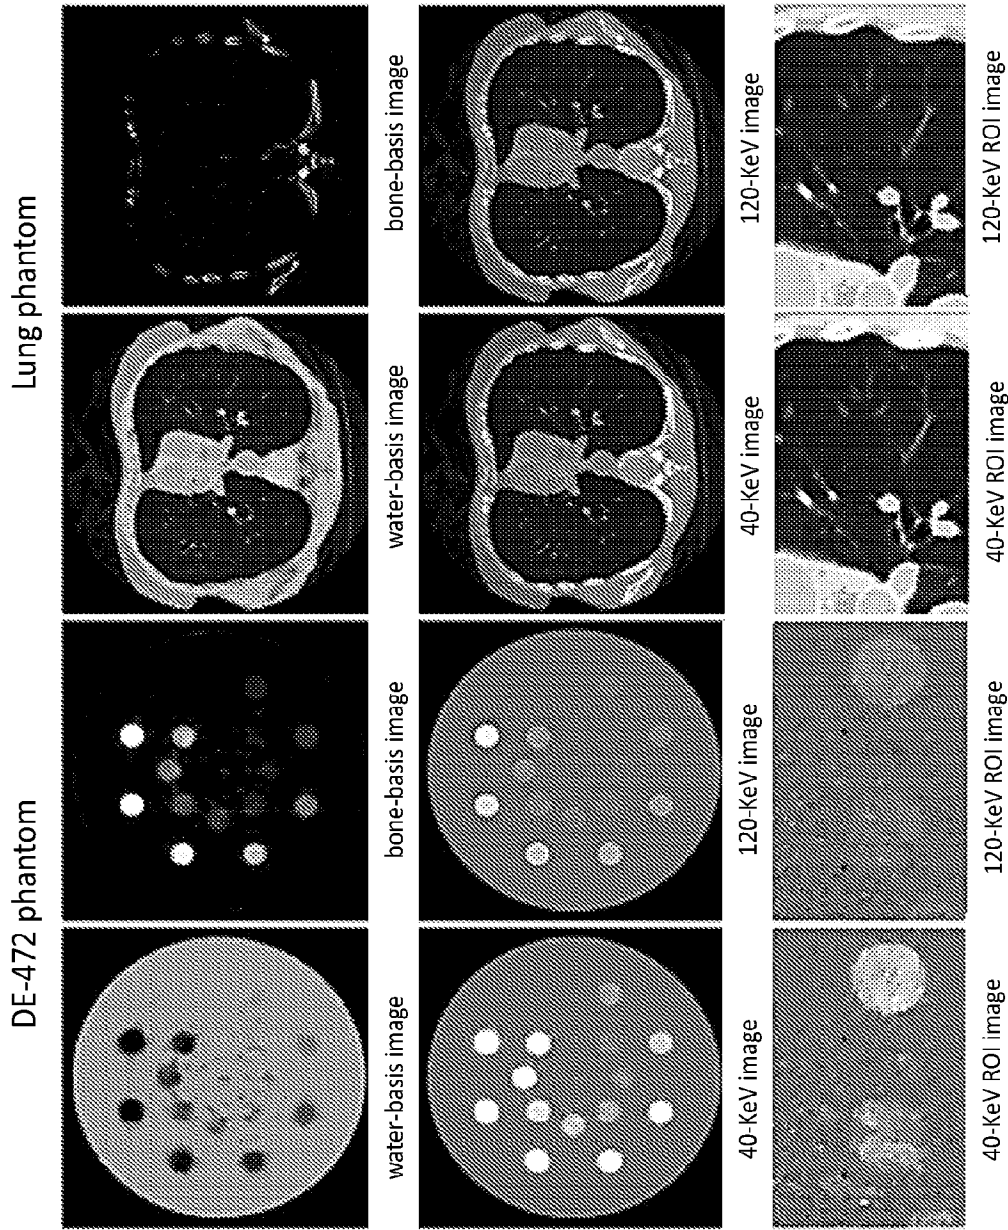 DE-472 phantom
Lung phantom
water-basis image
bone-basis image
water-basis image
bone-basis image
40-KeV image
120-KeV image
40-KeV image
120-KeV image
40-KeV ROI image
120-KeV ROI image
40-KeV ROI image
120-KeV ROI image